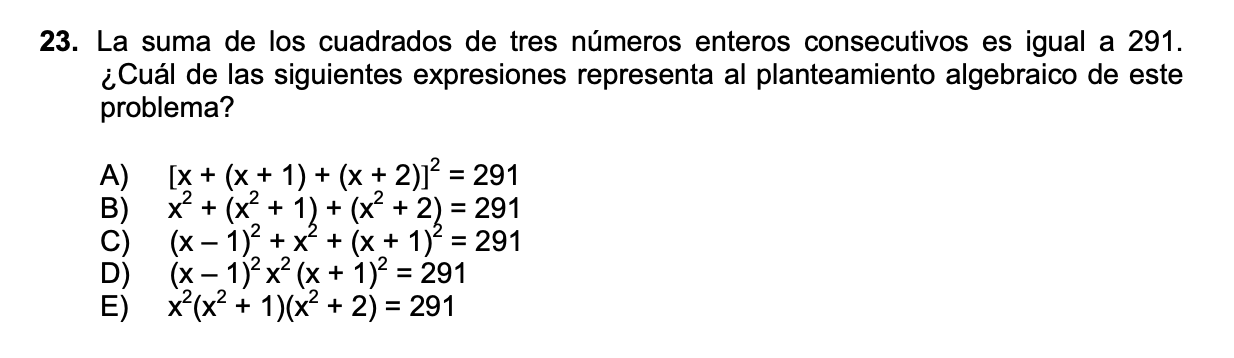 23. La suma de los cuadrados de tres números enteros consecutivos es igual a 291.
¿Cuál de las siguientes expresiones representa al planteamiento algebraico de este
problema?
A) [x + (x + 1) + (x + 2)]² = 291
B) x² + (x² + 1) + (x² + 2) = 291
C) (x – 1)² + x² + (x + 1)² = 291
D) (x – 1)² x² (x + 1)² = 291
E) x²(x² + 1)(x² + 2) = 291